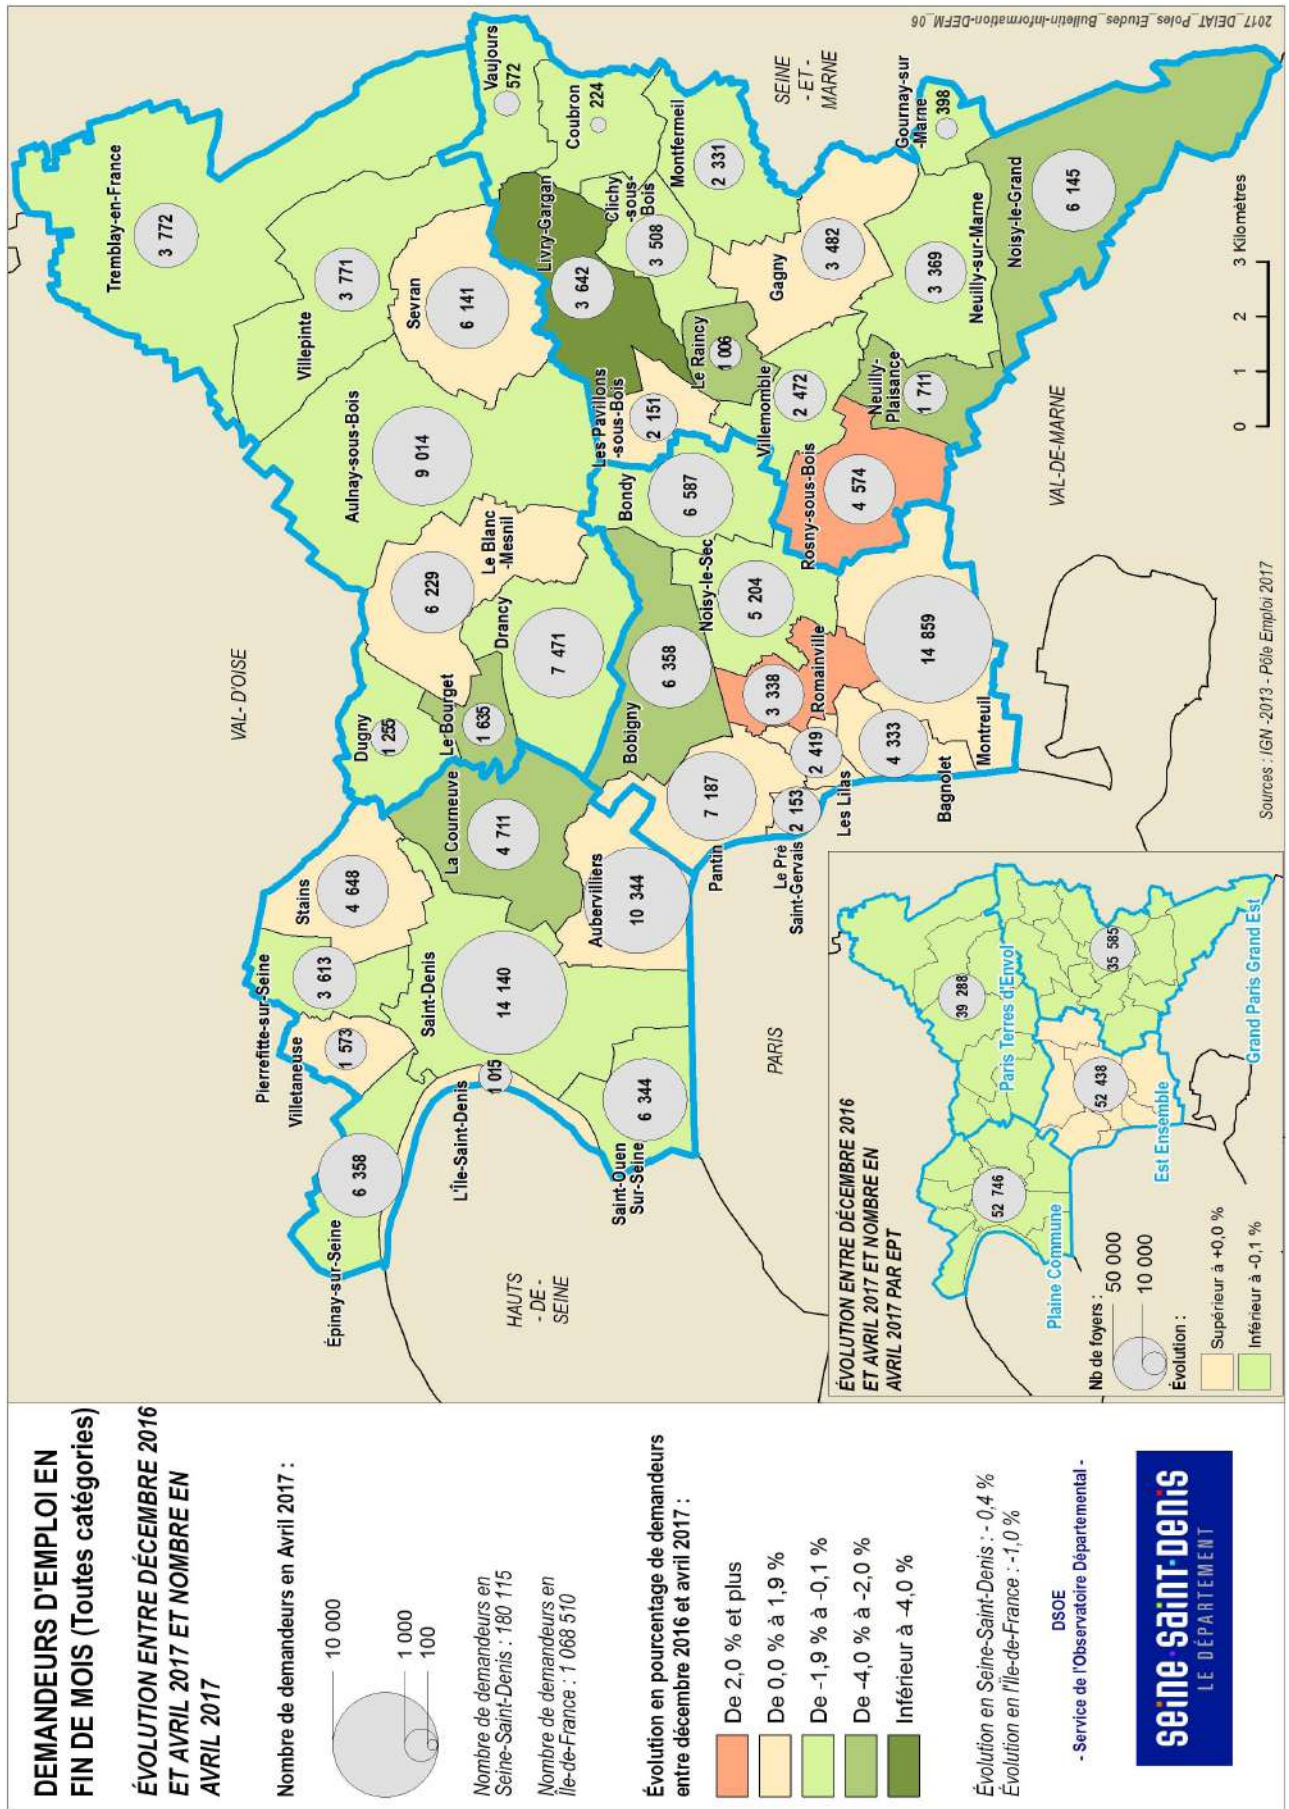 DEMANDEURS D'EMPLOI EN
FIN DE MOIS (Toutes catégories)
ÉVOLUTION ENTRE DÉCEMBRE 2016
ET AVRIL 2017 ET NOMBRE EN
AVRIL 2017
Nombre de demandeurs en Avril 2017 :
10 000
1 000
100
Nombre de demandeurs en
Seine-Saint-Denis : 180 115
Nombre de demandeurs en
Île-de-France : 1 068 510
Évolution en pourcentage de demandeurs
entre décembre 2016 et avril 2017 :
De 2,0 % et plus
De 0,0 % à 1,9 %
De -1,9 % à -0,1 %
De -4,0 % à -2,0 %
Inférieur à -4,0 %
Évolution en Seine-Saint-Denis : - 0,4 %
Évolution en l'Île-de-France : -1,0 %
DSOE
- Service de l'Observatoire Départemental -
seine·saint·denis
LE DÉPARTEMENT
VAL- D'OISE
HAUTS
- DE -
SEINE
PARIS
VAL-DE-MARNE
SEINE
- ET -
MARNE
Épinay-sur-Seine
6 358
Pierrefitte-sur-Seine
3 613
Villetaneuse
1 573
Stains
4 648
Saint-Denis
14 140
L'Île-Saint-Denis
1 015
Saint-Ouen
Sur-Seine
6 344
La Courneuve
4 711
Aubervilliers
10 344
Dugny
1 255
Le Bourget
1 635
Le Blanc
-Mesnil
6 229
Drancy
7 471
Aulnay-sous-Bois
9 014
Villepinte
3 771
Tremblay-en-France
3 772
Sevran
6 141
Bobigny
6 358
Pantin
7 187
Le Pré
Saint-Gervais
2 153
Les Lilas
2 419
Bagnolet
4 333
Montreuil
14 859
Romainville
3 338
Noisy-le-Sec
5 204
Bondy
6 587
Les Pavillons
-sous-Bois
2 151
Livry-Gargan
3 642
Vaujours
572
Coubron
224
Clichy
-sous-
Bois
3 508
Montfermeil
2 331
Le Raincy
1 006
Villemomble
2 472
Gagny
3 482
Rosny-sous-Bois
4 574
Neuilly-
Plaisance
1 711
Neuilly-sur-Marne
3 369
Gournay-sur
-Marne
398
Noisy-le-Grand
6 145
0 1 2 3 Kilomètres
ÉVOLUTION ENTRE DÉCEMBRE 2016
ET AVRIL 2017 ET NOMBRE EN
AVRIL 2017 PAR EPT
Nb de foyers :
50 000
10 000
Évolution :
Supérieur à +0,0 %
Inférieur à -0,1 %
Plaine Commune
52 746
Paris Terres d'Envol
39 288
Est Ensemble
52 438
Grand Paris Grand Est
35 585
Sources : IGN -2013 - Pôle Emploi 2017
2017_DEIAT_Poles_Etudes_Bulletin-Information-DEFM_06